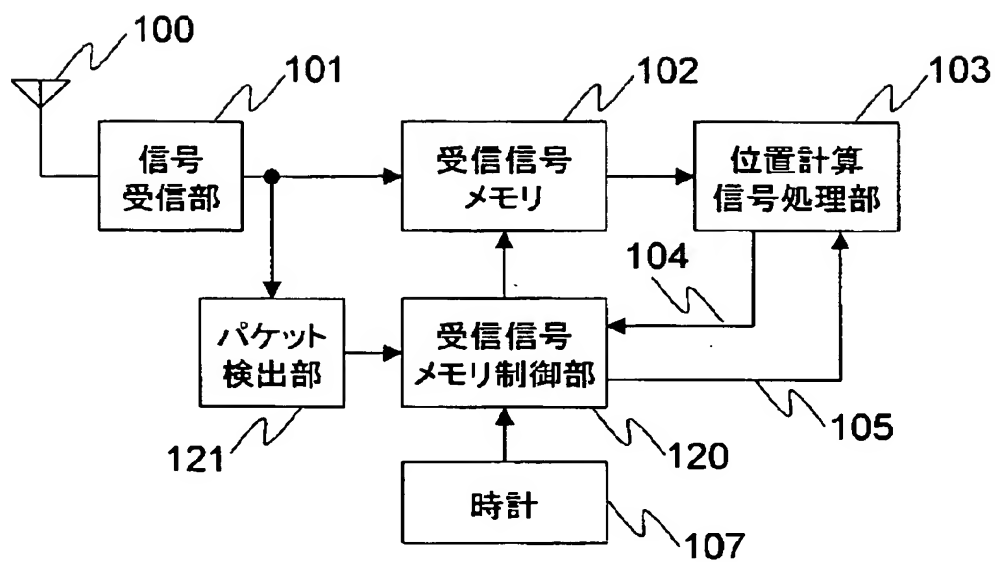 100
101
102
103
信号
受信部
受信信号
メモリ
位置計算
信号処理部
104
パケット
検出部
受信信号
メモリ制御部
105
121
120
時計
107